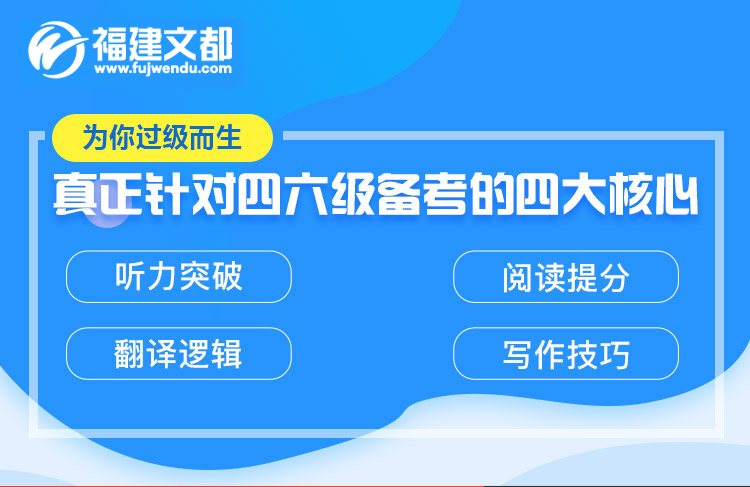 福建文都
www.fujwendu.com
为你过级而生
真正针对四六级备考的四大核心
听力突破
阅读提分
翻译逻辑
写作技巧